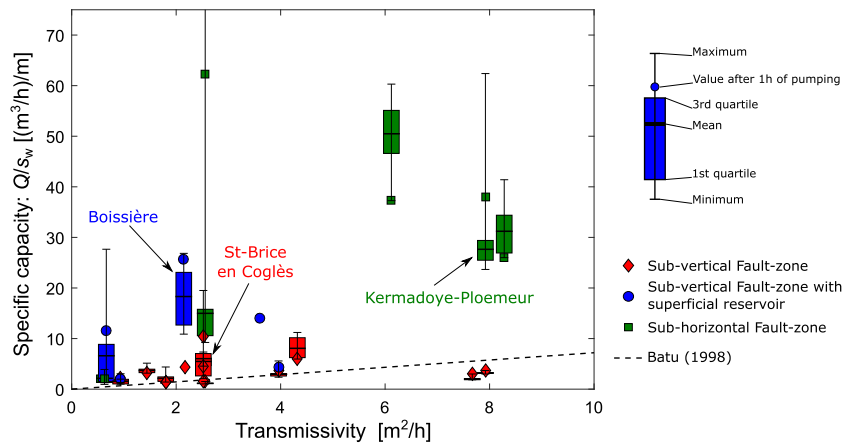 Specific capacity: Q/sw [(m³/h)/m]
70
60
50
40
30
20
10
0
0
2
4
6
8
10
Transmissivity [m²/h]
Boissière
St-Brice
en Coglès
Kermadoye-Ploemeur
Maximum
Value after 1h of pumping
3rd quartile
Mean
1st quartile
Minimum
Sub-vertical Fault-zone
Sub-vertical Fault-zone with
superficial reservoir
Sub-horizontal Fault-zone
Batu (1998)